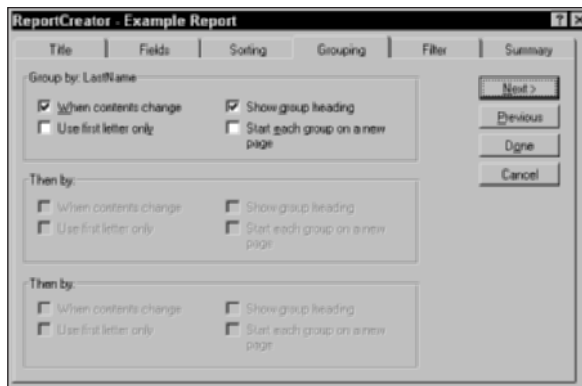 ReportCreator - Example Report
Title Fields Sorting Grouping Filter Summary
Group by: LastName
When contents change Show group heading
Use first letter only Start each group on a new
page
Next >
Previous
Done
Cancel
Then by:
When contents change Show group heading
Use first letter only Start each group on a new
page
Then by:
When contents change Show group heading
Use first letter only Start each group on a new
page